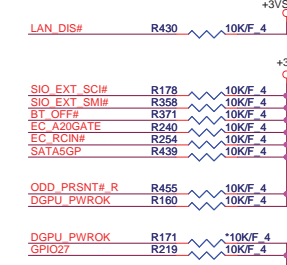 +3VS
LAN_DIS# R430 10K/F_4
+3
SIO_EXT_SCI# R178 10K/F_4
SIO_EXT_SMI# R358 10K/F_4
BT_OFF# R371 10K/F_4
EC_A20GATE R240 10K/F_4
EC_RCIN# R254 10K/F_4
SATA5GP R439 10K/F_4
ODD_PRSNT#_R R455 10K/F_4
DGPU_PWROK R160 10K/F_4
DGPU_PWROK R171 *10K/F_4
GPIO27 R219 10K/F_4